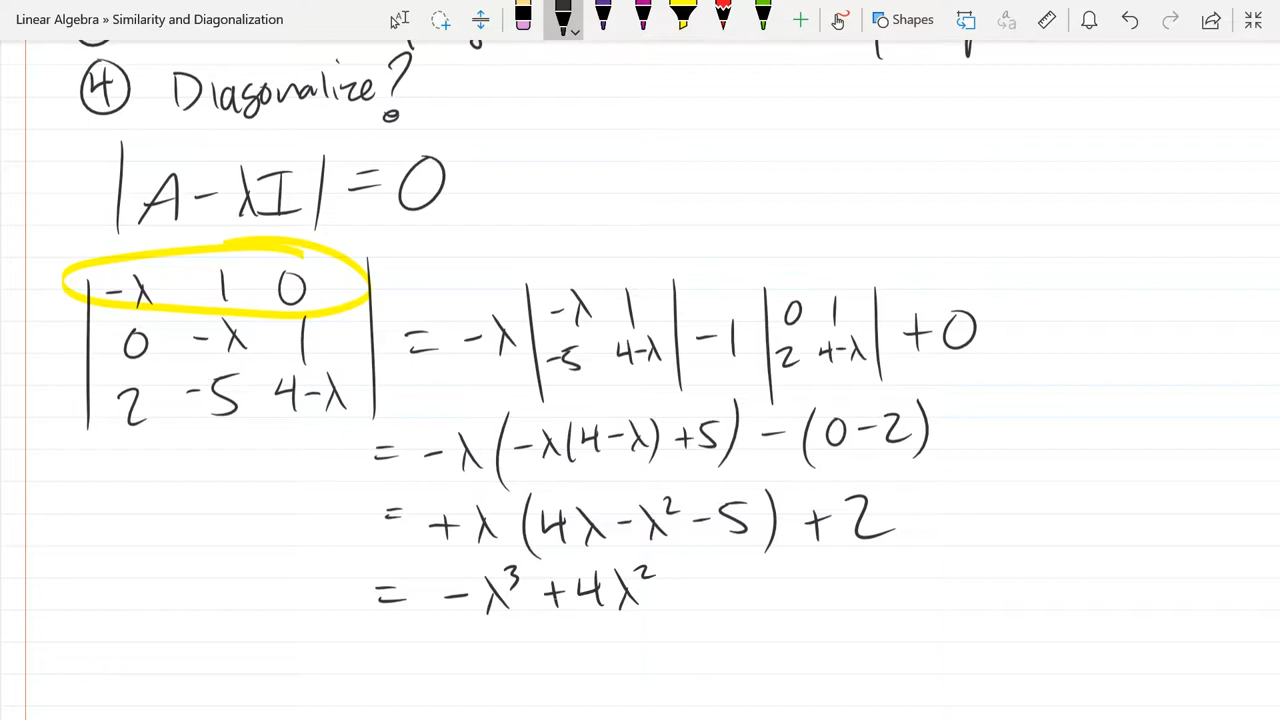 Linear Algebra » Similarity and Diagonalization
Shapes
④ Diagonalize?
|A - λI| = 0
|-λ 1 0|
|0 -λ 1|
|2 -5 4-λ|
= -λ |-λ 1; -5 4-λ| - 1 |0 1; 2 4-λ| + 0
= -λ(-λ(4-λ)+5) - (0-2)
= +λ(4λ - λ² - 5) + 2
= -λ³ + 4λ²